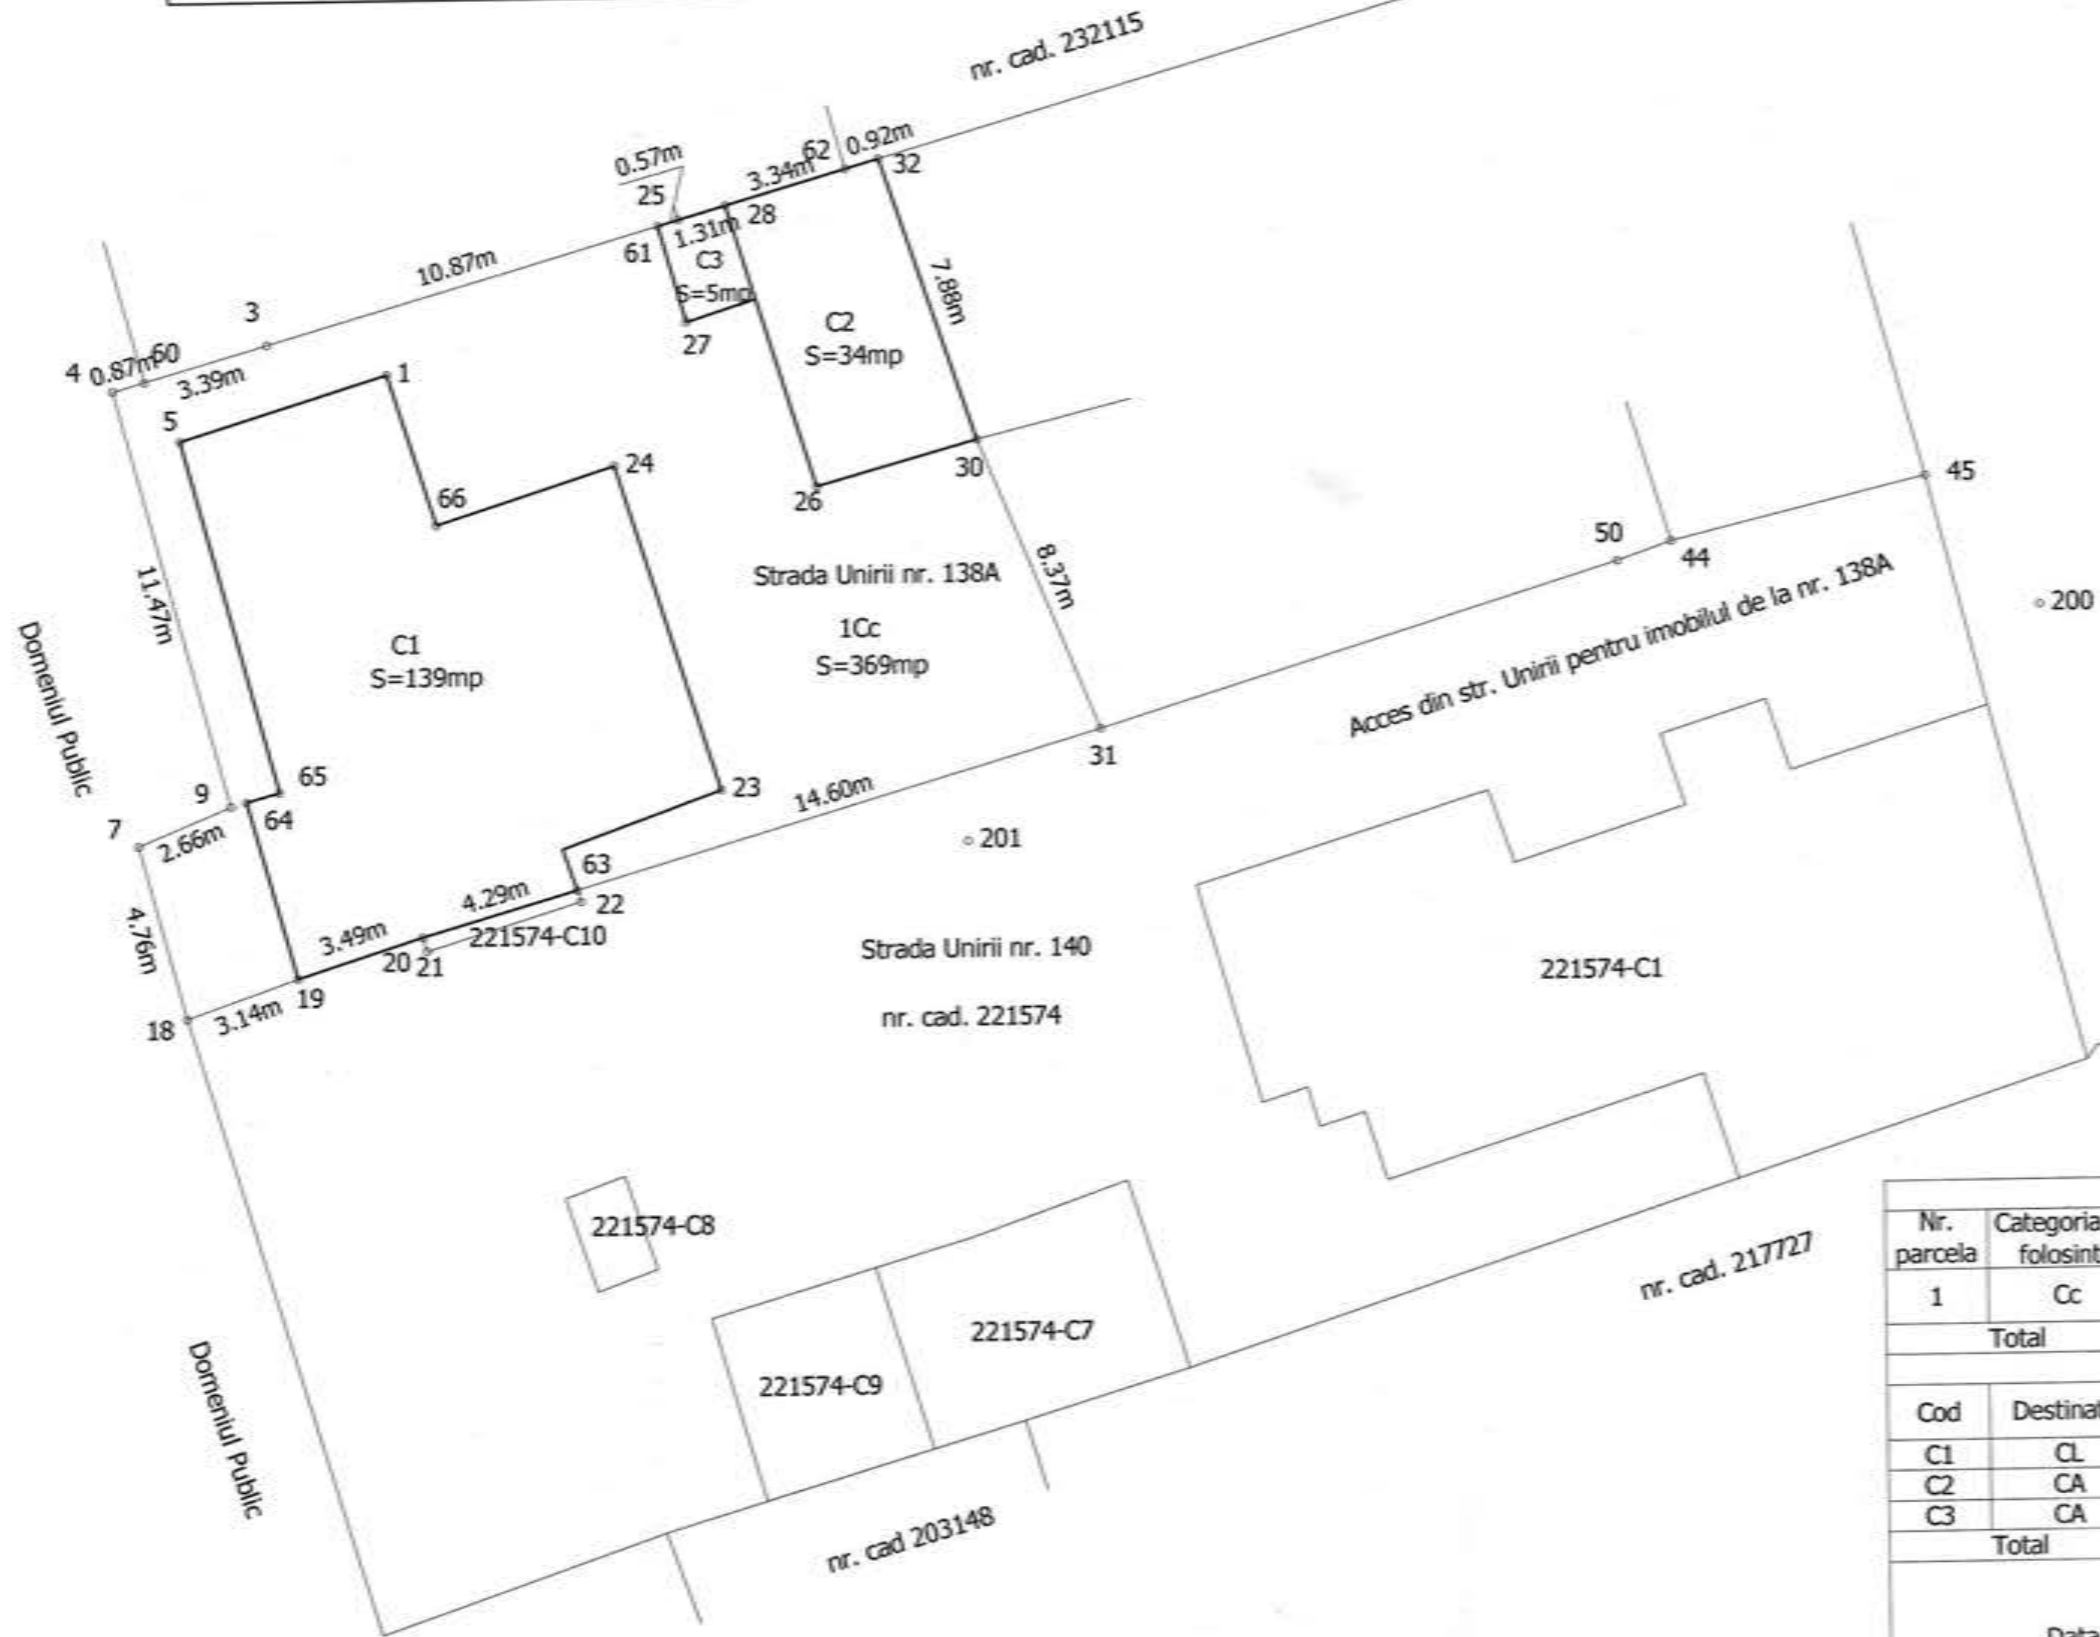 nr. cad. 232115
0.57m
25
3.34m
62
0.92m
32
61
1.31m
28
C3
S=5mp
27
10.87m
3
4
0.87m
60
3.39m
5
1
7.88m
C2
S=34mp
24
66
26
30
45
50
44
Strada Unirii nr. 138A
1Cc
S=369mp
8.37m
11.47m
C1
S=139mp
Domeniul Public
Acces din str. Unirii pentru imobilul de la nr. 138A
200
65
9
64
7
2.66m
23
14.60m
31
201
63
4.29m
22
3.49m
221574-C10
20
21
4.76m
19
3.14m
18
Strada Unirii nr. 140
nr. cad. 221574
221574-C1
221574-C8
221574-C7
221574-C9
Domeniul Public
nr. cad 203148
nr. cad. 217727
Nr. Categoria
parcela folosint
1 Cc
Total
Cod Destinat
C1 CL
C2 CA
C3 CA
Total
Data